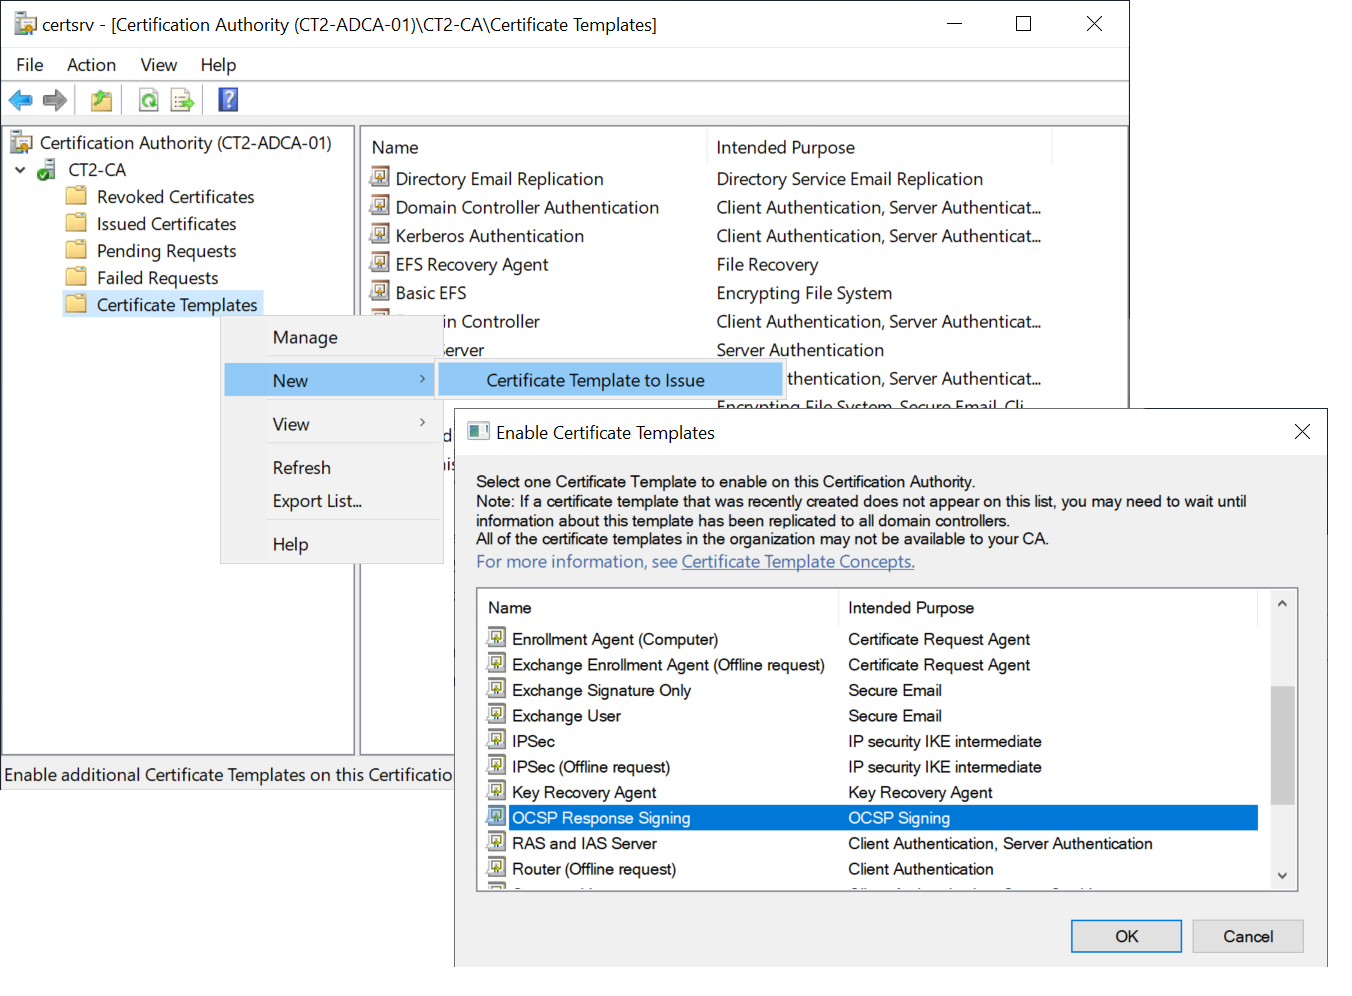 certsrv - [Certification Authority (CT2-ADCA-01)\CT2-CA\Certificate Templates]
File Action View Help
Certification Authority (CT2-ADCA-01)
CT2-CA
Revoked Certificates
Issued Certificates
Pending Requests
Failed Requests
Certificate Templates
Name Intended Purpose
Directory Email Replication Directory Service Email Replication
Domain Controller Authentication Client Authentication, Server Authenticat...
Kerberos Authentication Client Authentication, Server Authenticat...
EFS Recovery Agent File Recovery
Basic EFS Encrypting File System
Controller Client Authentication, Server Authenticat...
Server Authentication
Server Authenticat...
Encrypting File System, Secure Email, Cli
Manage
New
Certificate Template to Issue
View
Refresh
Export List...
Help
Enable additional Certificate Templates on this Certificatio
Enable Certificate Templates
Select one Certificate Template to enable on this Certification Authority.
Note: If a certificate template that was recently created does not appear on this list, you may need to wait until
information about this template has been replicated to all domain controllers.
All of the certificate templates in the organization may not be available to your CA.
For more information, see Certificate Template Concepts.
Name Intended Purpose
Enrollment Agent (Computer) Certificate Request Agent
Exchange Enrollment Agent (Offline request) Certificate Request Agent
Exchange Signature Only Secure Email
Exchange User Secure Email
IPSec IP security IKE intermediate
IPSec (Offline request) IP security IKE intermediate
Key Recovery Agent Key Recovery Agent
OCSP Response Signing OCSP Signing
RAS and IAS Server Client Authentication, Server Authentication
Router (Offline request) Client Authentication
OK Cancel